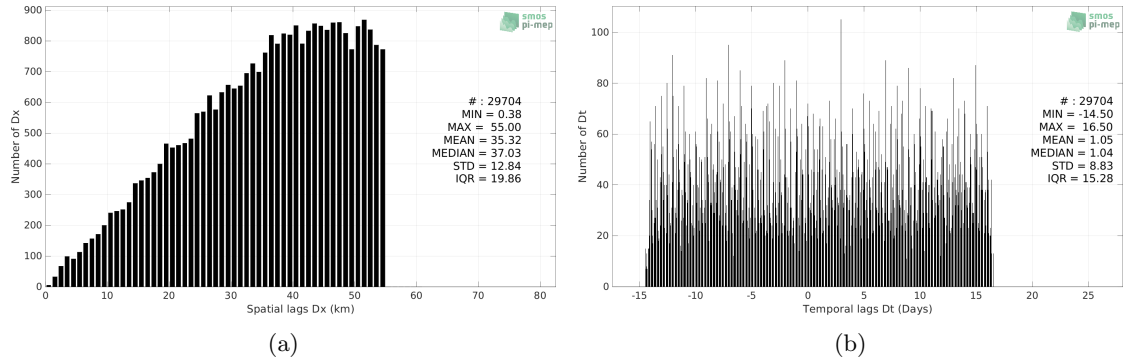 900
800
700
600
500
400
300
200
100
0
Number of Dx
0 10 20 30 40 50 60 70 80
Spatial lags Dx (km)
smos
pi-mep
# : 29704
MIN = 0.38
MAX = 55.00
MEAN = 35.32
MEDIAN = 37.03
STD = 12.84
IQR = 19.86
(a)
100
80
60
40
20
0
Number of Dt
-15 -10 -5 0 5 10 15 20 25
Temporal lags Dt (Days)
smos
pi-mep
# : 29704
MIN = -14.50
MAX = 16.50
MEAN = 1.05
MEDIAN = 1.04
STD = 8.83
IQR = 15.28
(b)